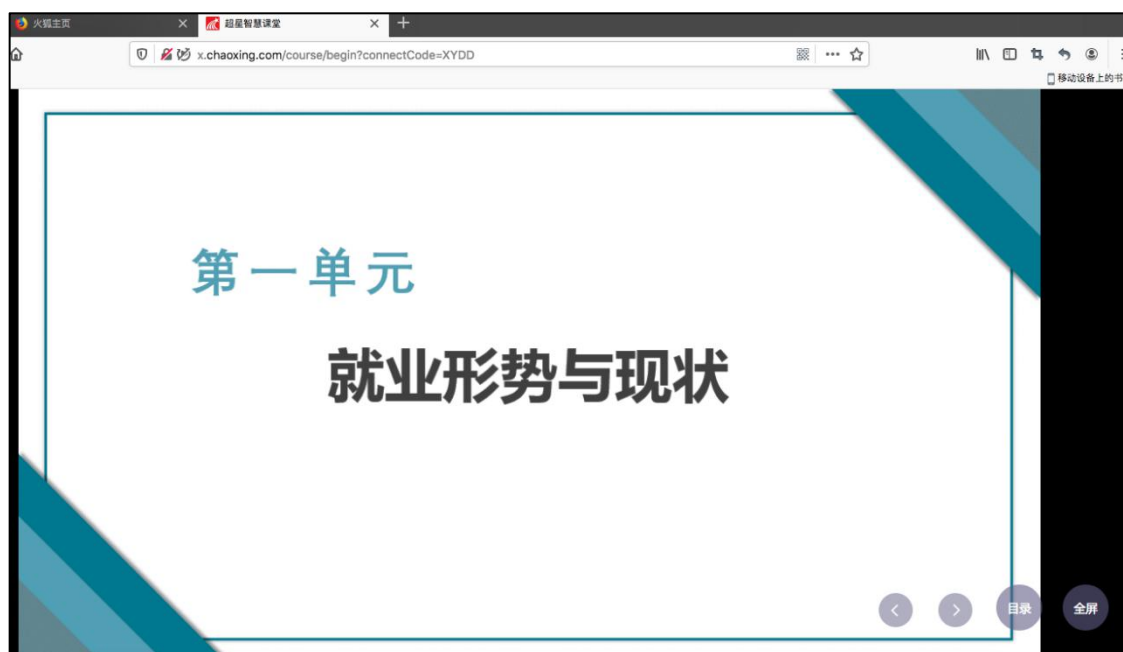 火狐主页
超星智慧课堂
x.chaoxing.com/course/begin?connectCode=XYDD
移动设备上的书
第一单元
就业形势与现状
目录
全屏